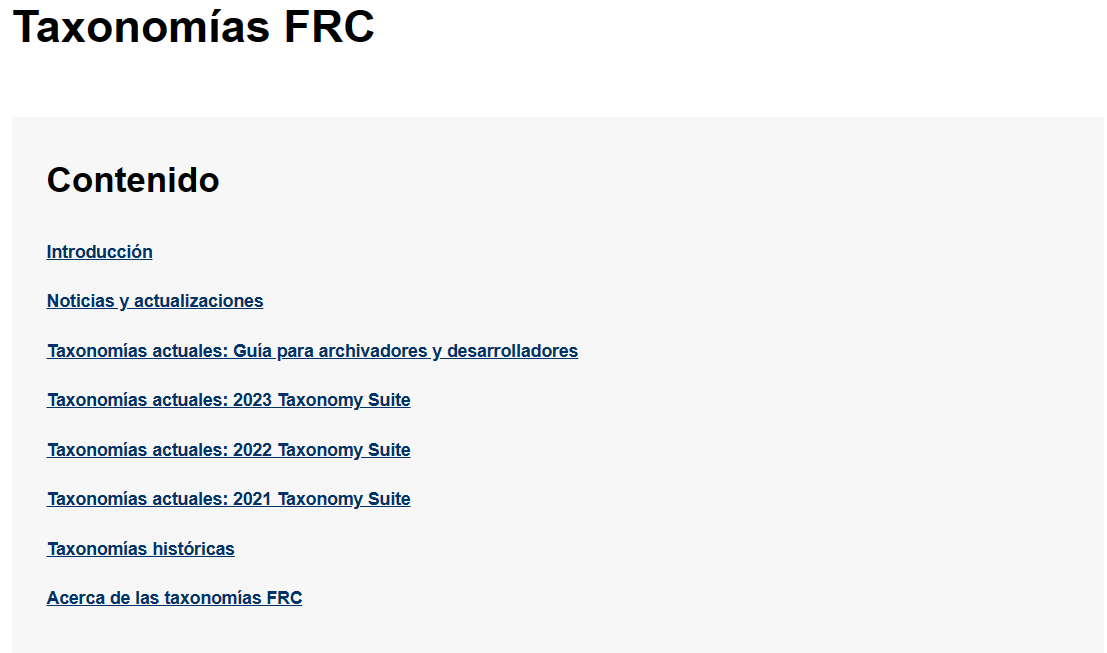 Taxonomías FRC
Contenido
Introducción
Noticias y actualizaciones
Taxonomías actuales: Guía para archivadores y desarrolladores
Taxonomías actuales: 2023 Taxonomy Suite
Taxonomías actuales: 2022 Taxonomy Suite
Taxonomías actuales: 2021 Taxonomy Suite
Taxonomías históricas
Acerca de las taxonomías FRC